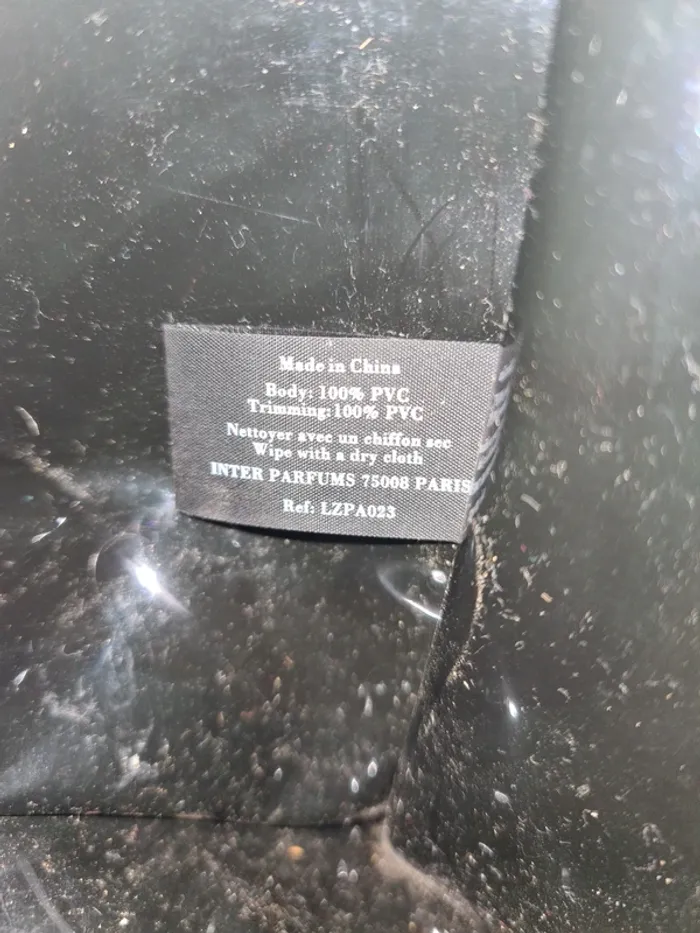 Made in China
Body: 100% PVC
Trimming:100% PVC
Nettoyer avec un chiffon sec
Wipe with a dry cloth
INTER PARFUMS 75008 PARIS
Ref: LZPA023